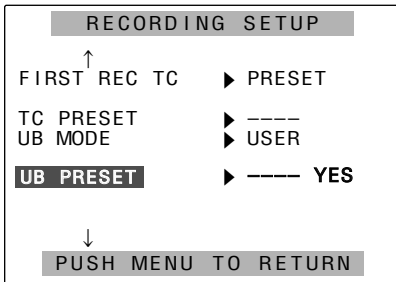 RECORDING SETUP
↑
FIRST REC TC ▶ PRESET
TC PRESET ▶ ----
UB MODE ▶ USER
UB PRESET ▶ ---- YES
↓
PUSH MENU TO RETURN